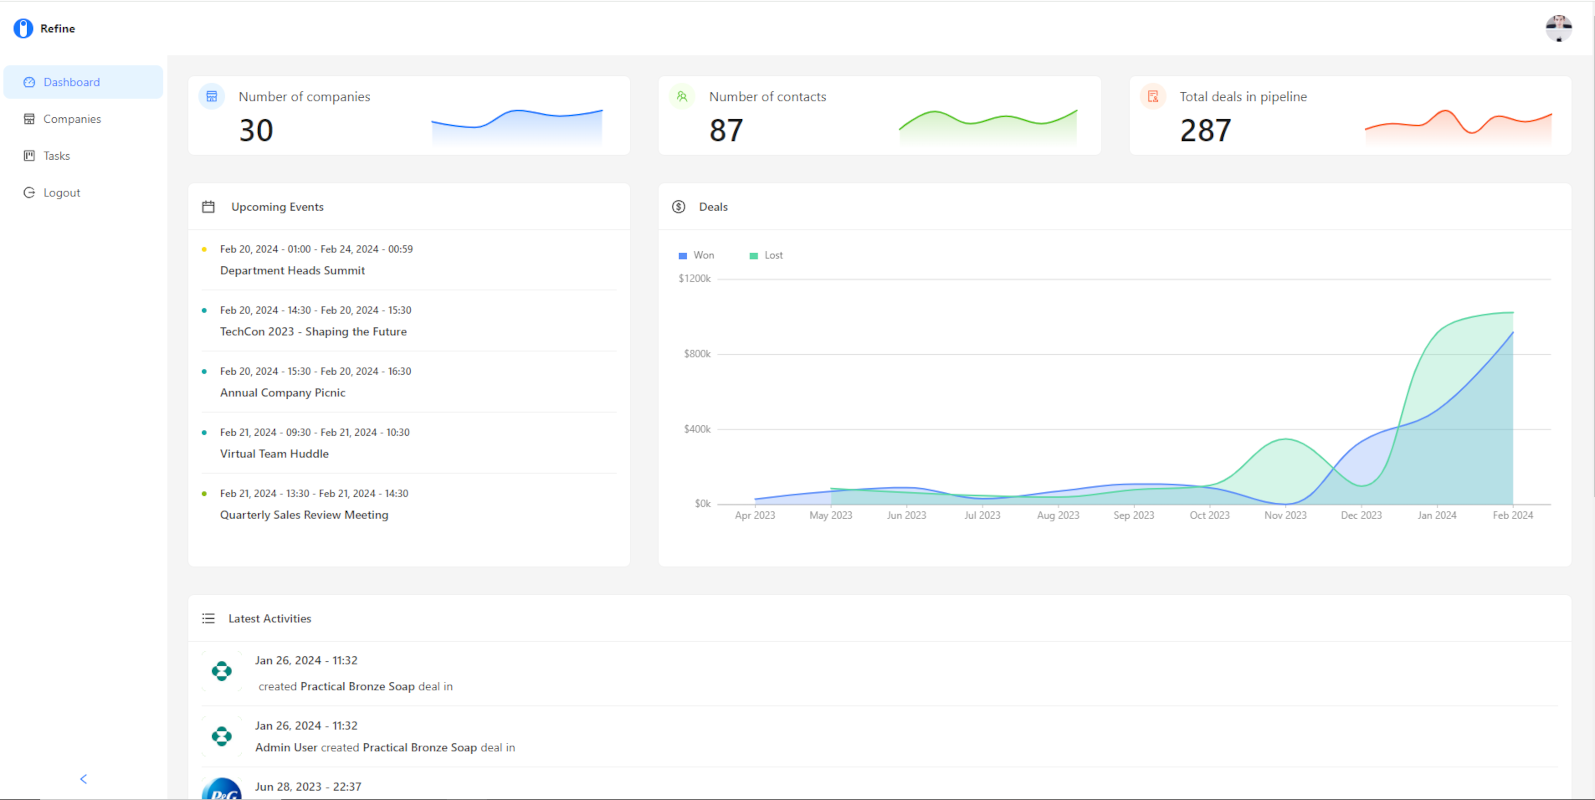 Refine
Dashboard
Companies
Tasks
Logout
Number of companies
30
Number of contacts
87
Total deals in pipeline
287
Upcoming Events
Feb 20, 2024 - 01:00 - Feb 24, 2024 - 00:59
Department Heads Summit
Feb 20, 2024 - 14:30 - Feb 20, 2024 - 15:30
TechCon 2023 - Shaping the Future
Feb 20, 2024 - 15:30 - Feb 20, 2024 - 16:30
Annual Company Picnic
Feb 21, 2024 - 09:30 - Feb 21, 2024 - 10:30
Virtual Team Huddle
Feb 21, 2024 - 13:30 - Feb 21, 2024 - 14:30
Quarterly Sales Review Meeting
Deals
Won Lost
$1200k
$800k
$400k
$0k
Apr 2023 May 2023 Jun 2023 Jul 2023 Aug 2023 Sep 2023 Oct 2023 Nov 2023 Dec 2023 Jan 2024 Feb 2024
Latest Activities
Jan 26, 2024 - 11:32
created Practical Bronze Soap deal in
Jan 26, 2024 - 11:32
Admin User created Practical Bronze Soap deal in
P&G
Jun 28, 2023 - 22:37